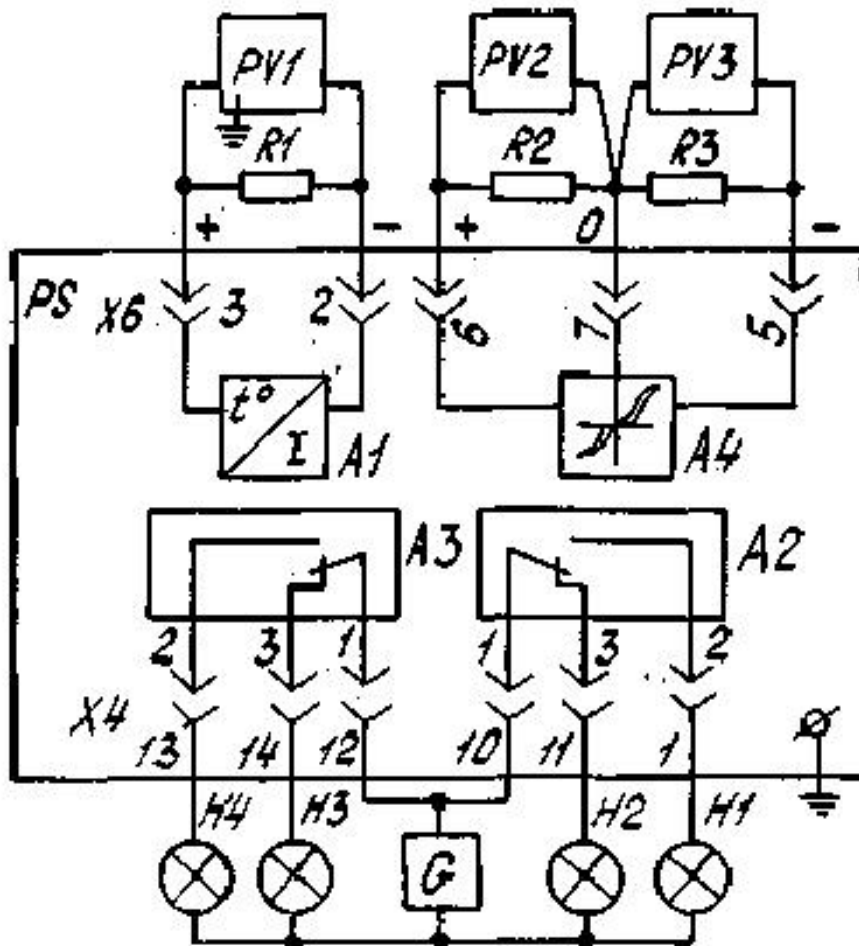 PV1 PV2 PV3
R1 R2 R3
+ - + 0 -
PS X6 3 2 6 7 5
t° I A1 A4
A3 A2
2 3 1 1 3 2
X4
13 14 12 10 11 1
H4 H3 H2 H1
G